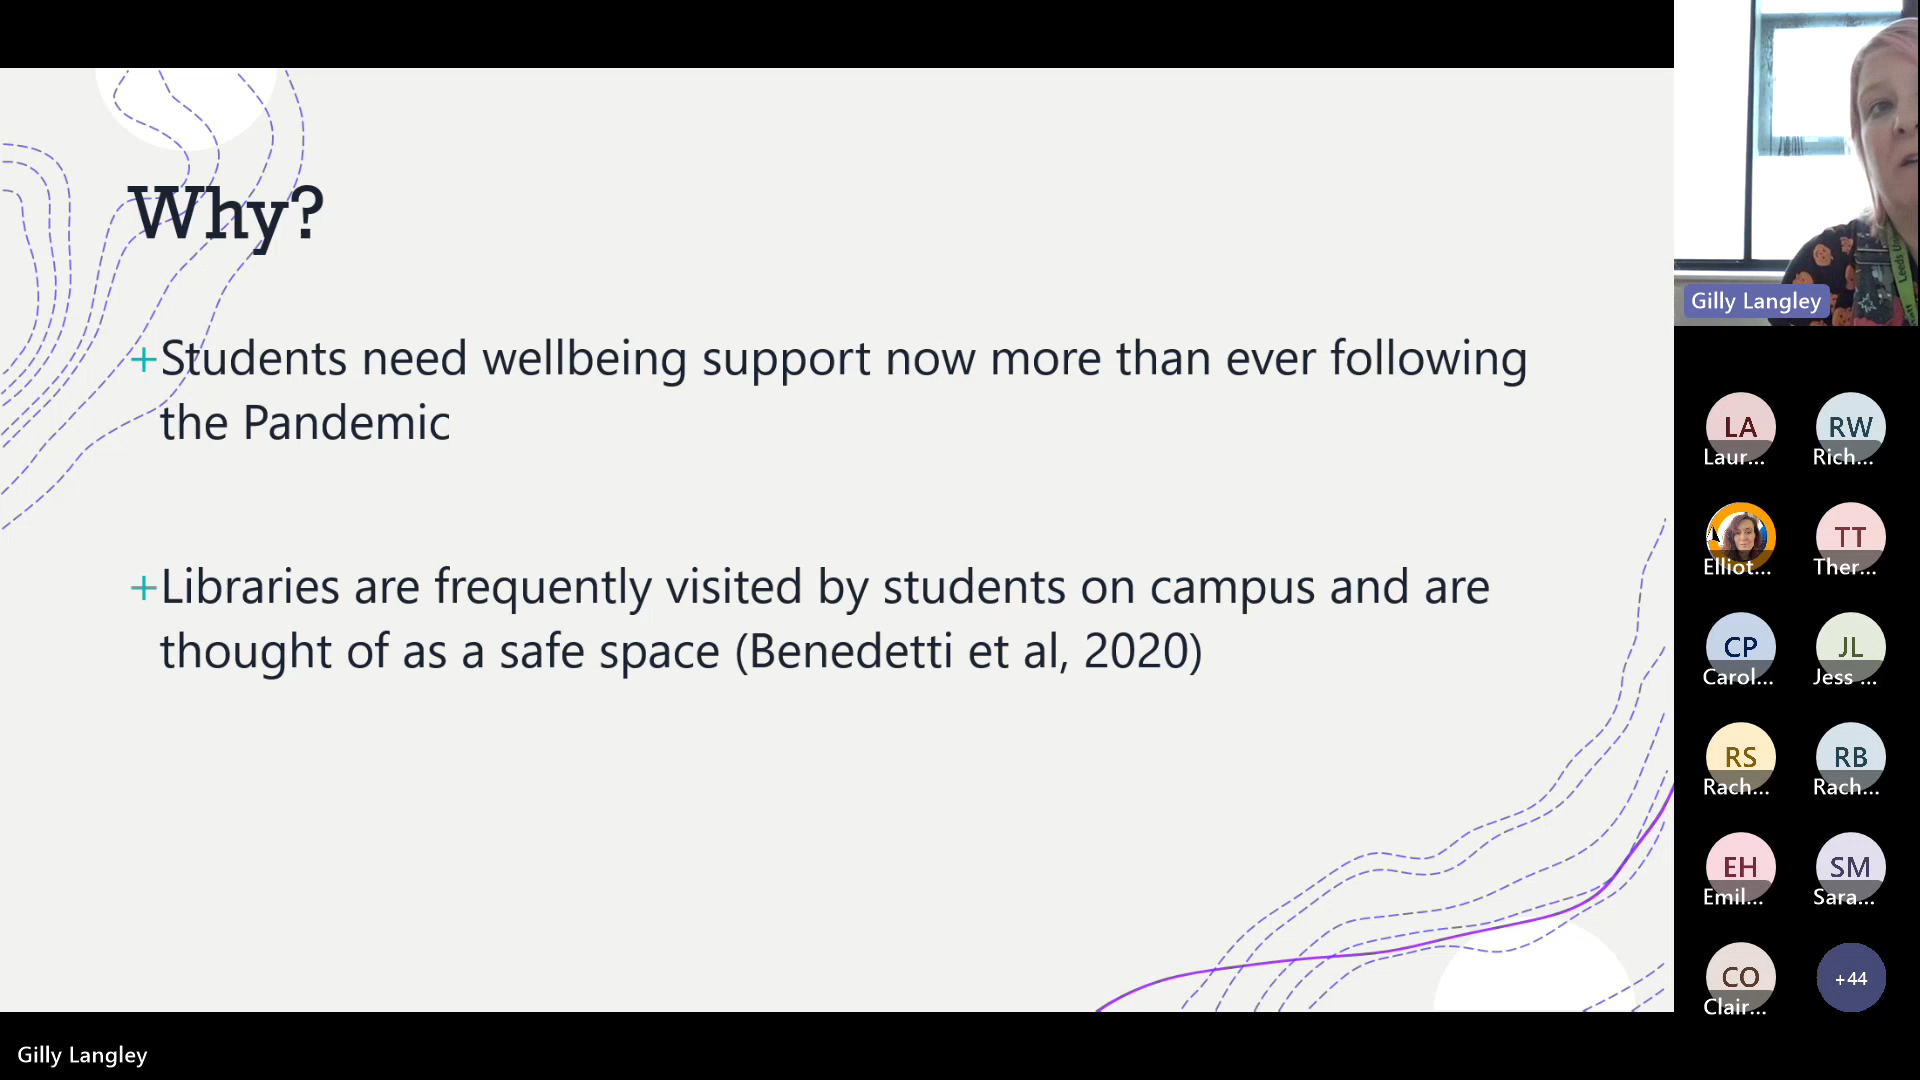 Why?
+Students need wellbeing support now more than ever following
the Pandemic
+Libraries are frequently visited by students on campus and are
thought of as a safe space (Benedetti et al, 2020)
Gilly Langley
LA
Laur...
RW
Rich...
Elliot...
TT
Ther...
CP
Carol...
JL
Jess ...
RS
Rach...
RB
Rach...
EH
Emil...
SM
Sara...
CO
Clair...
+44
Leeds
Gilly Langley